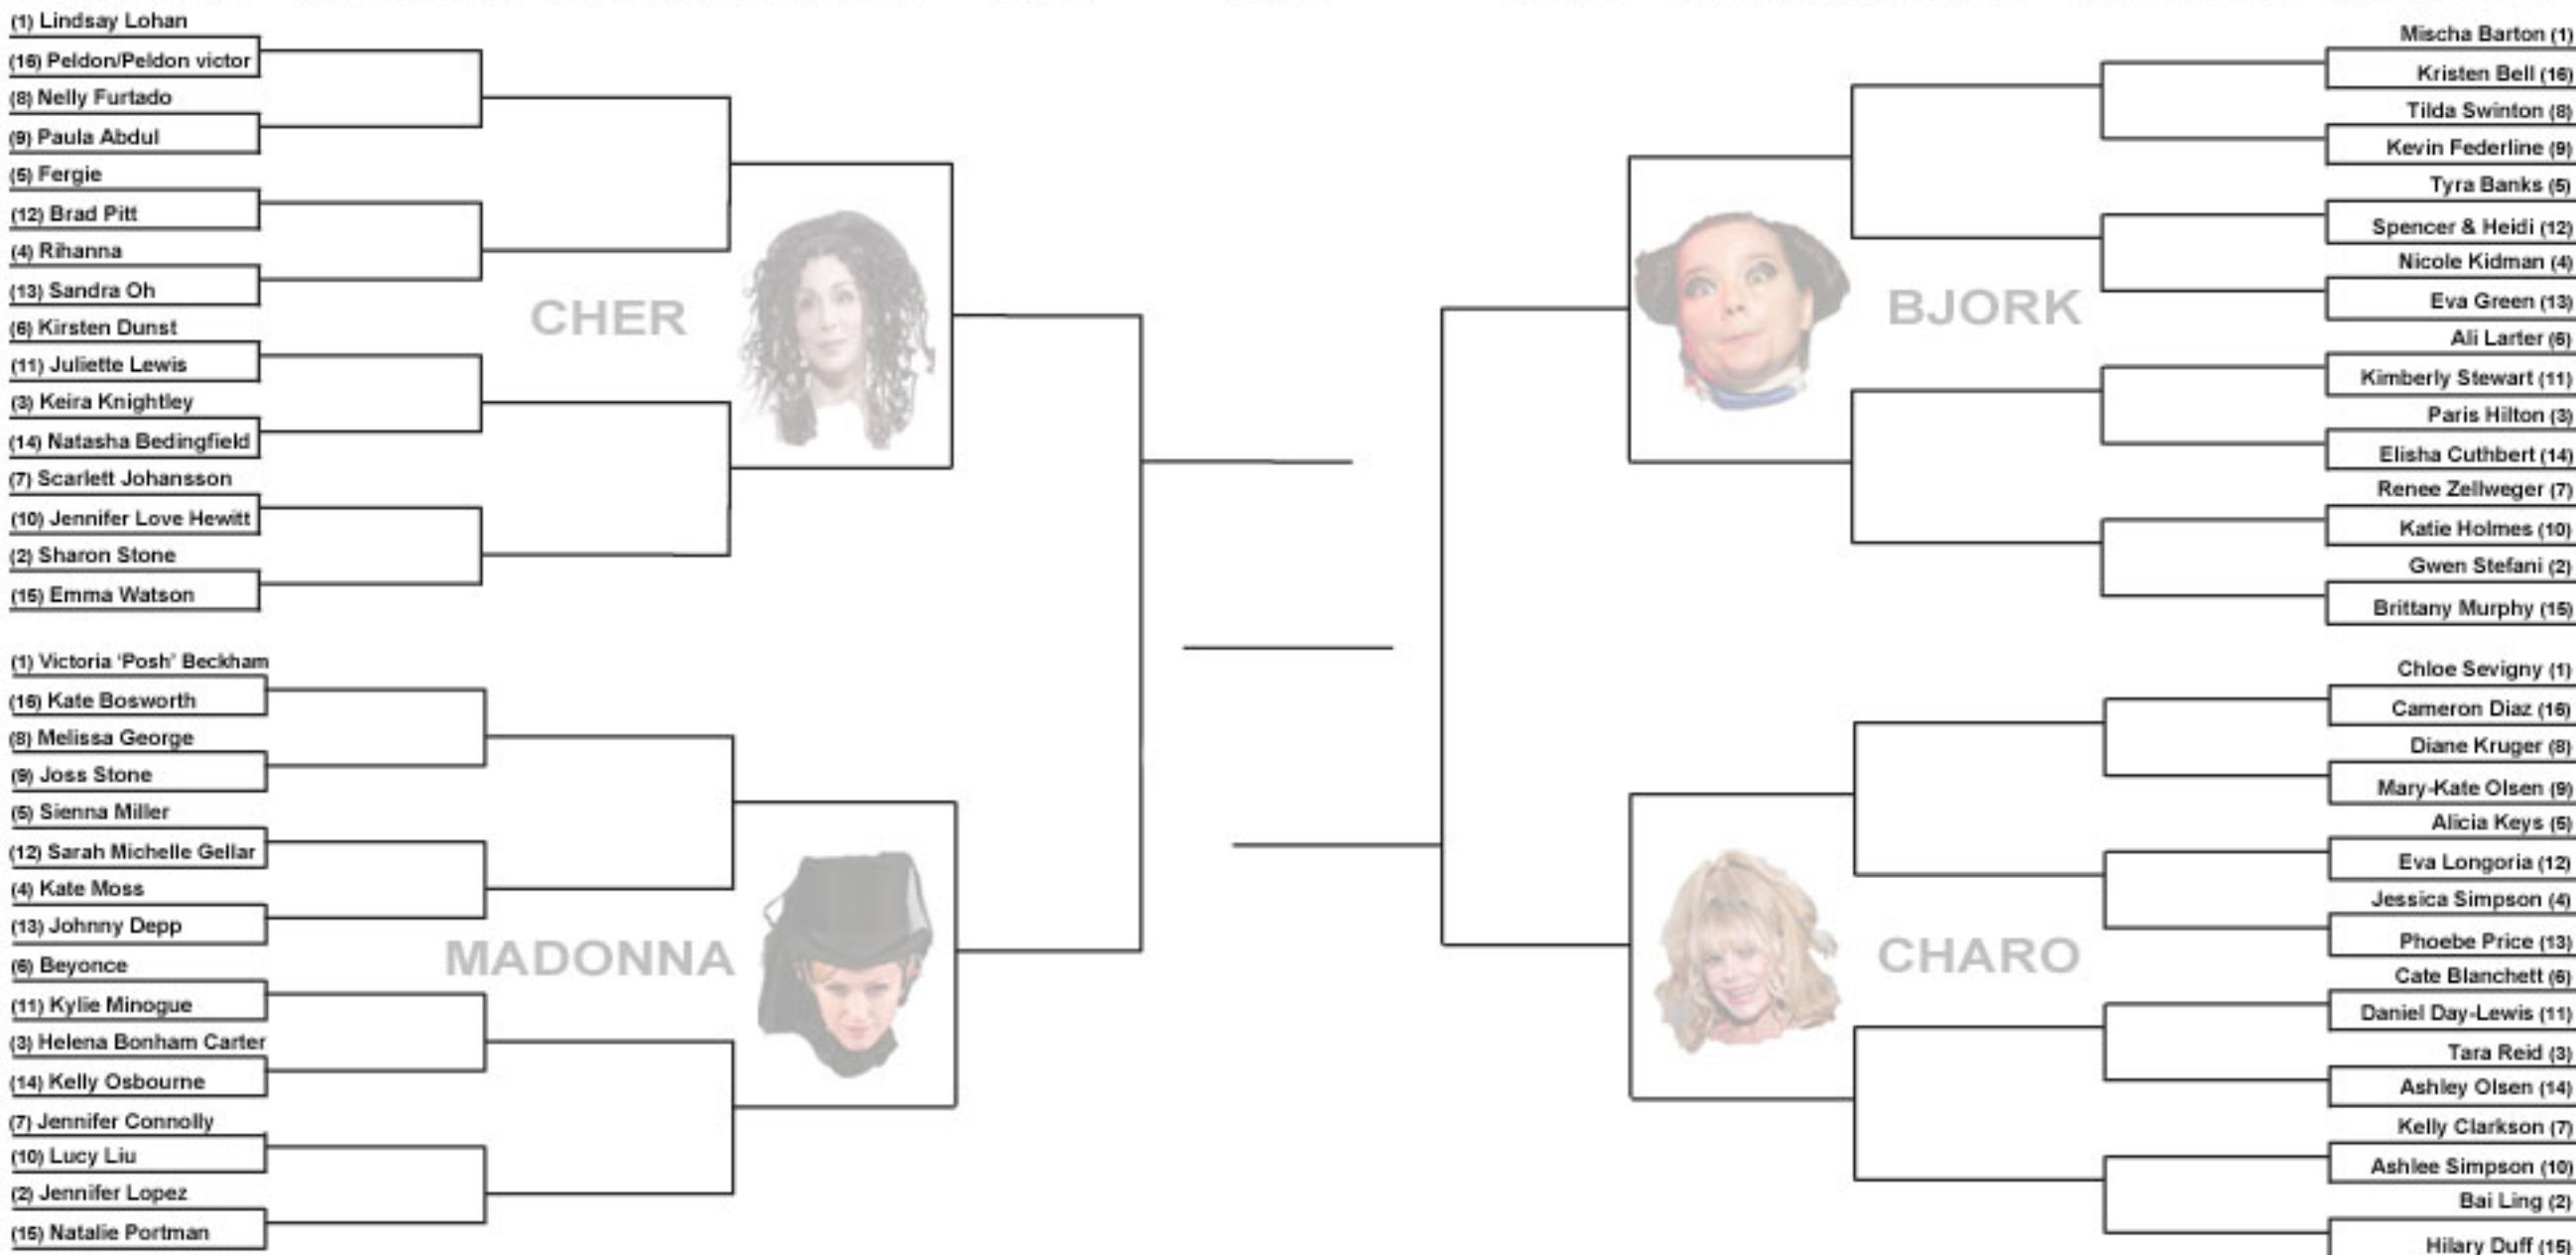 (1) Lindsay Lohan
(16) Peldon/Peldon victor
(8) Nelly Furtado
(9) Paula Abdul
(5) Fergie
(12) Brad Pitt
(4) Rihanna
(13) Sandra Oh
(6) Kirsten Dunst
(11) Juliette Lewis
(3) Keira Knightley
(14) Natasha Bedingfield
(7) Scarlett Johansson
(10) Jennifer Love Hewitt
(2) Sharon Stone
(15) Emma Watson
CHER
(1) Victoria ‘Posh’ Beckham
(16) Kate Bosworth
(8) Melissa George
(9) Joss Stone
(5) Sienna Miller
(12) Sarah Michelle Gellar
(4) Kate Moss
(13) Johnny Depp
(6) Beyonce
(11) Kylie Minogue
(3) Helena Bonham Carter
(14) Kelly Osbourne
(7) Jennifer Connolly
(10) Lucy Liu
(2) Jennifer Lopez
(15) Natalie Portman
MADONNA
Mischa Barton (1)
Kristen Bell (16)
Tilda Swinton (8)
Kevin Federline (9)
Tyra Banks (5)
Spencer & Heidi (12)
Nicole Kidman (4)
Eva Green (13)
Ali Larter (6)
Kimberly Stewart (11)
Paris Hilton (3)
Elisha Cuthbert (14)
Renee Zellweger (7)
Katie Holmes (10)
Gwen Stefani (2)
Brittany Murphy (15)
BJORK
Chloe Sevigny (1)
Cameron Diaz (16)
Diane Kruger (8)
Mary-Kate Olsen (9)
Alicia Keys (5)
Eva Longoria (12)
Jessica Simpson (4)
Phoebe Price (13)
Cate Blanchett (6)
Daniel Day-Lewis (11)
Tara Reid (3)
Ashley Olsen (14)
Kelly Clarkson (7)
Ashlee Simpson (10)
Bai Ling (2)
Hilary Duff (15)
CHARO